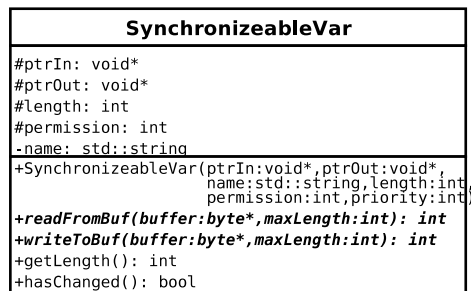 SynchronizeableVar
#ptrIn: void*
#ptrOut: void*
#length: int
#permission: int
-name: std::string
+SynchronizeableVar(ptrIn:void*,ptrOut:void*,
name:std::string,length:int,
permission:int,priority:int)
+readFromBuf(buffer:byte*,maxLength:int): int
+writeToBuf(buffer:byte*,maxLength:int): int
+getLength(): int
+hasChanged(): bool